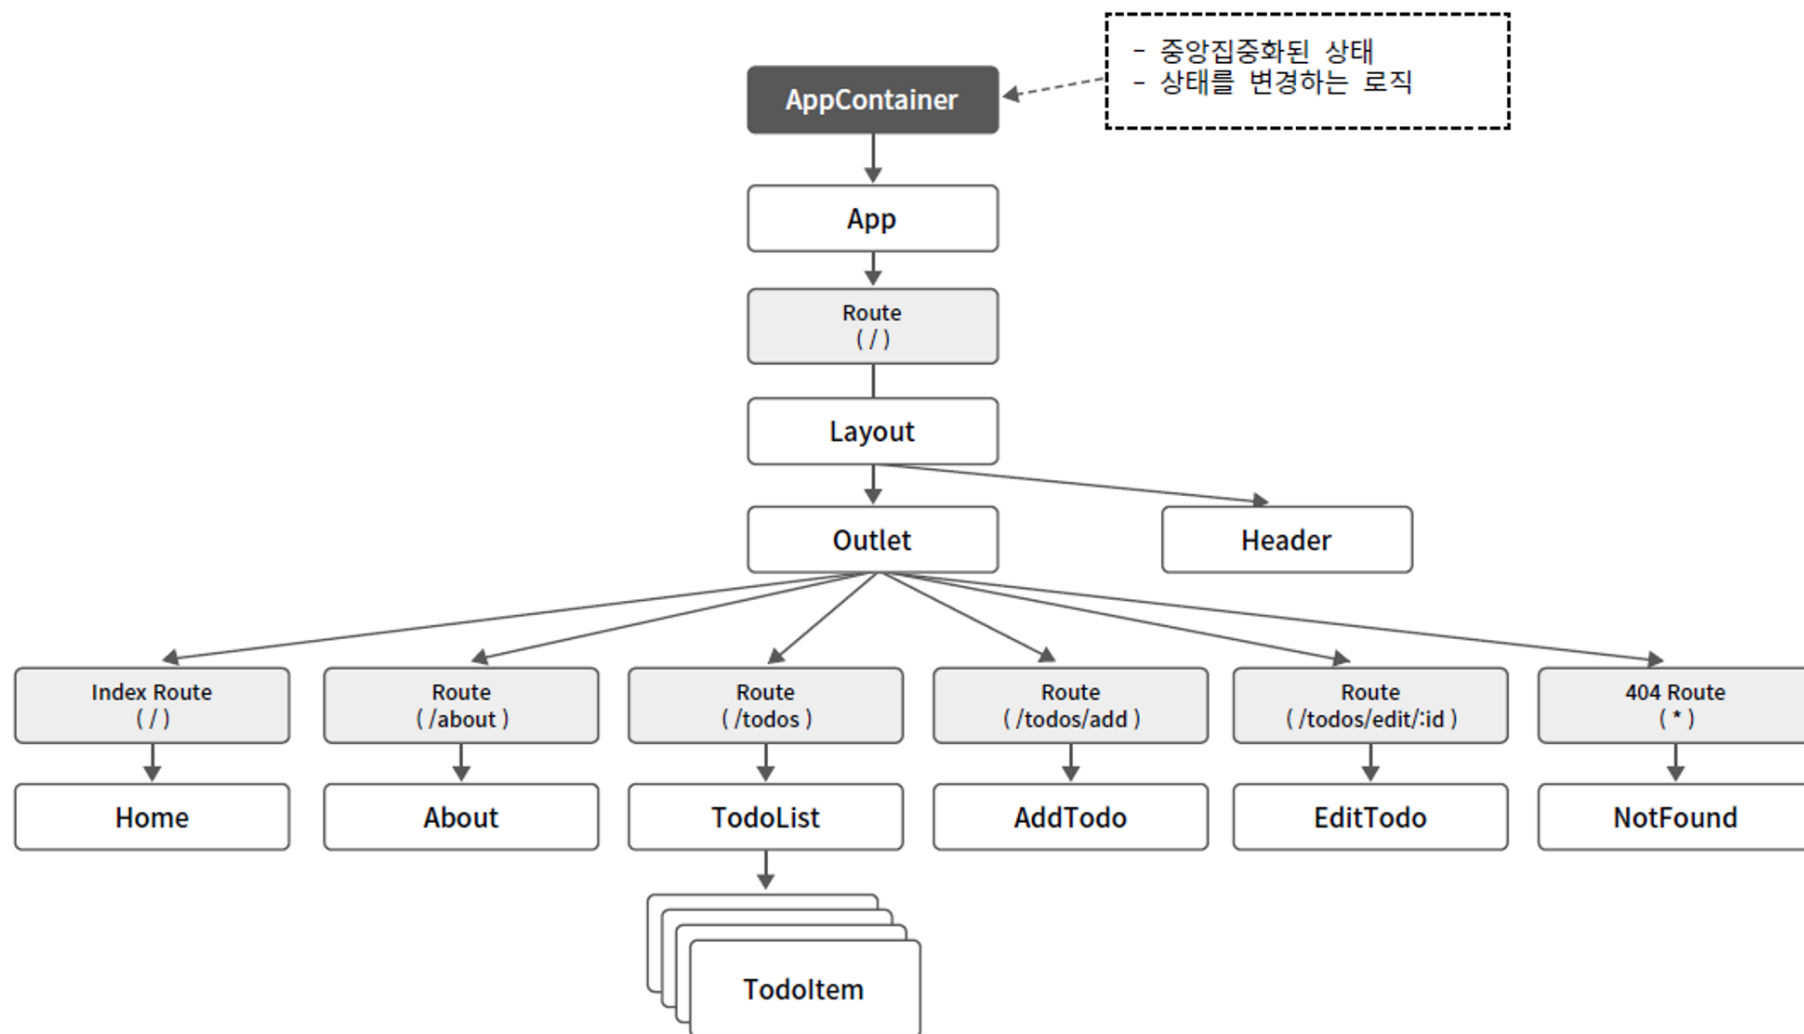 - 중앙집중화된 상태
- 상태를 변경하는 로직
AppContainer
App
Route
( / )
Layout
Outlet
Header
Index Route
( / )
Route
( /about )
Route
( /todos )
Route
( /todos/add )
Route
( /todos/edit/:id )
404 Route
( * )
Home
About
TodoList
AddTodo
EditTodo
NotFound
TodoItem